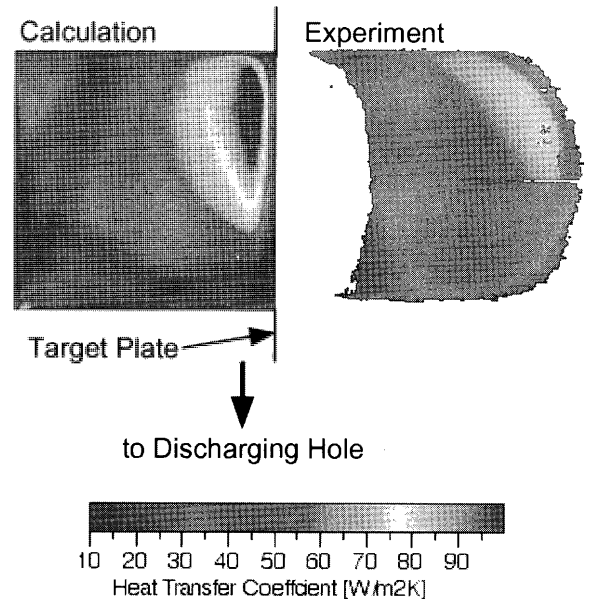 Calculation
Experiment
Target Plate
to Discharging Hole
10 20 30 40 50 60 70 80 90
Heat Transfer Coeffcient [W/m2K]